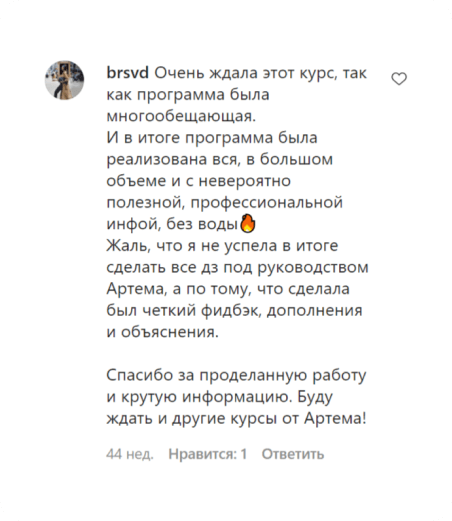 brsvd Очень ждала этот курс, так
как программа была
многообещающая.
И в итоге программа была
реализована вся, в большом
объеме и с невероятно
полезной, профессиональной
инфой, без воды🔥
Жаль, что я не успела в итоге
сделать все дз под руководством
Артема, а по тому, что сделала
был четкий фидбэк, дополнения
и объяснения.

Спасибо за проделанную работу
и крутую информацию. Буду
ждать и другие курсы от Артема!
44 нед. Нравится: 1 Ответить